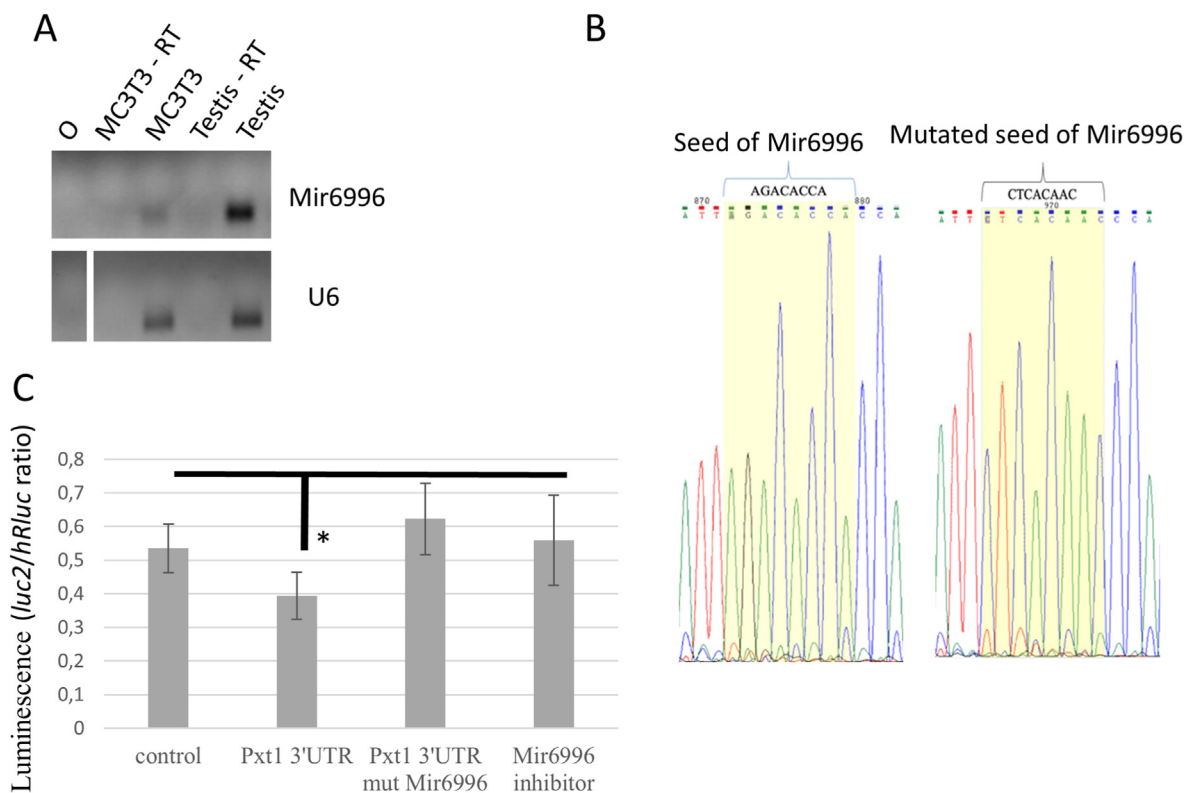 A
O
MC3T3 - RT
MC3T3
Testis - RT
Testis
Mir6996
U6
B
Seed of Mir6996
AGACACCA
870
880
A T T A G A C A C C A C C A
Mutated seed of Mir6996
CTCACAAC
970
A T T C T C A C A A C C C A
C
Luminescence (luc2/hRluc ratio)
0,8
0,7
0,6
0,5
0,4
0,3
0,2
0,1
0
*
control
Pxt1 3'UTR
Pxt1 3'UTR
mut Mir6996
Mir6996
inhibitor